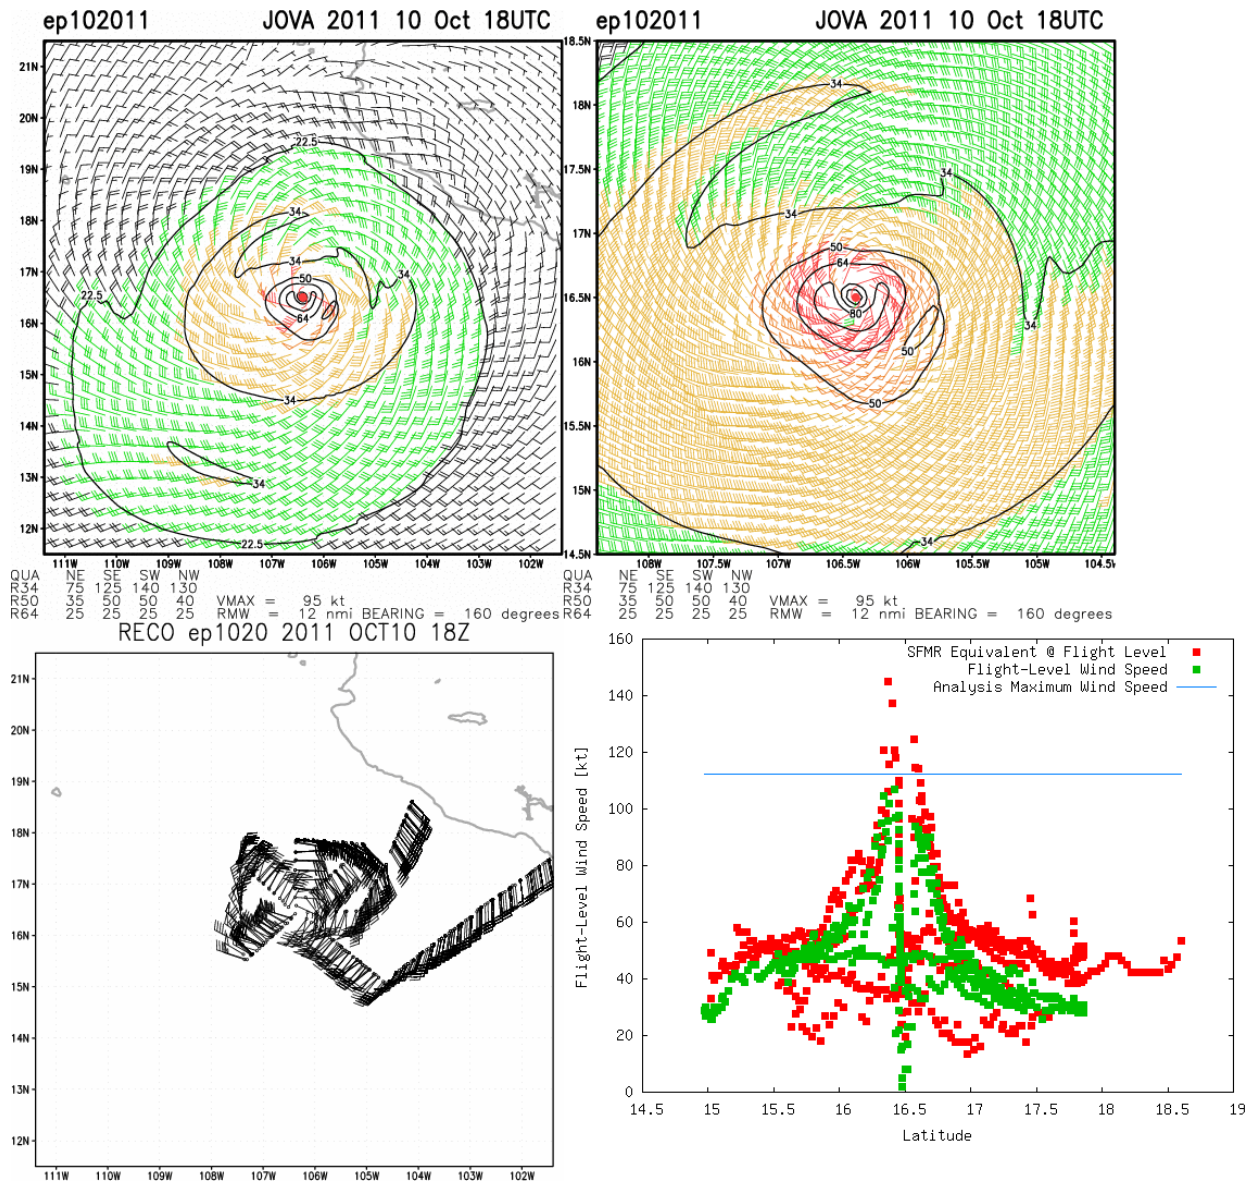 ep102011 JOVA 2011 10 Oct 18UTC
21N
20N
19N
18N
17N
16N
15N
14N
13N
12N
22.5
34
34
50
34
22.5
64
34
34
22.5
111W 110W 109W 108W 107W 106W 105W 104W 103W 102W
QUA NE SE SW NW
R34 75 125 140 130
R50 35 50 50 40 VMAX = 95 kt
R64 25 25 25 25 RMW = 12 nmi BEARING = 160 degrees
ep102011 JOVA 2011 10 Oct 18UTC
18.5N
18N
17.5N
17N
16.5N
16N
15.5N
15N
14.5N
34
34
34
50
64
80
34
50
50
34
108W 107W 106W 105.5W 105W 104.5W
QUA NE SE SW NW
R34 75 125 140 130
R50 35 50 50 40 VMAX = 95 kt
R64 25 25 25 25 RMW = 12 nmi BEARING = 160 degrees
RECO ep1020 2011 OCT10 18Z
21N
20N
19N
18N
17N
16N
15N
14N
13N
12N
111W 110W 109W 108W 107W 106W 105W 104W 103W 102W
SFMR Equivalent @ Flight Level
Flight-Level Wind Speed
Analysis Maximum Wind Speed
Flight-Level Wind Speed [kt]
160
140
120
100
80
60
40
20
0
14.5 15 15.5 16 16.5 17 17.5 18 18.5 19
Latitude